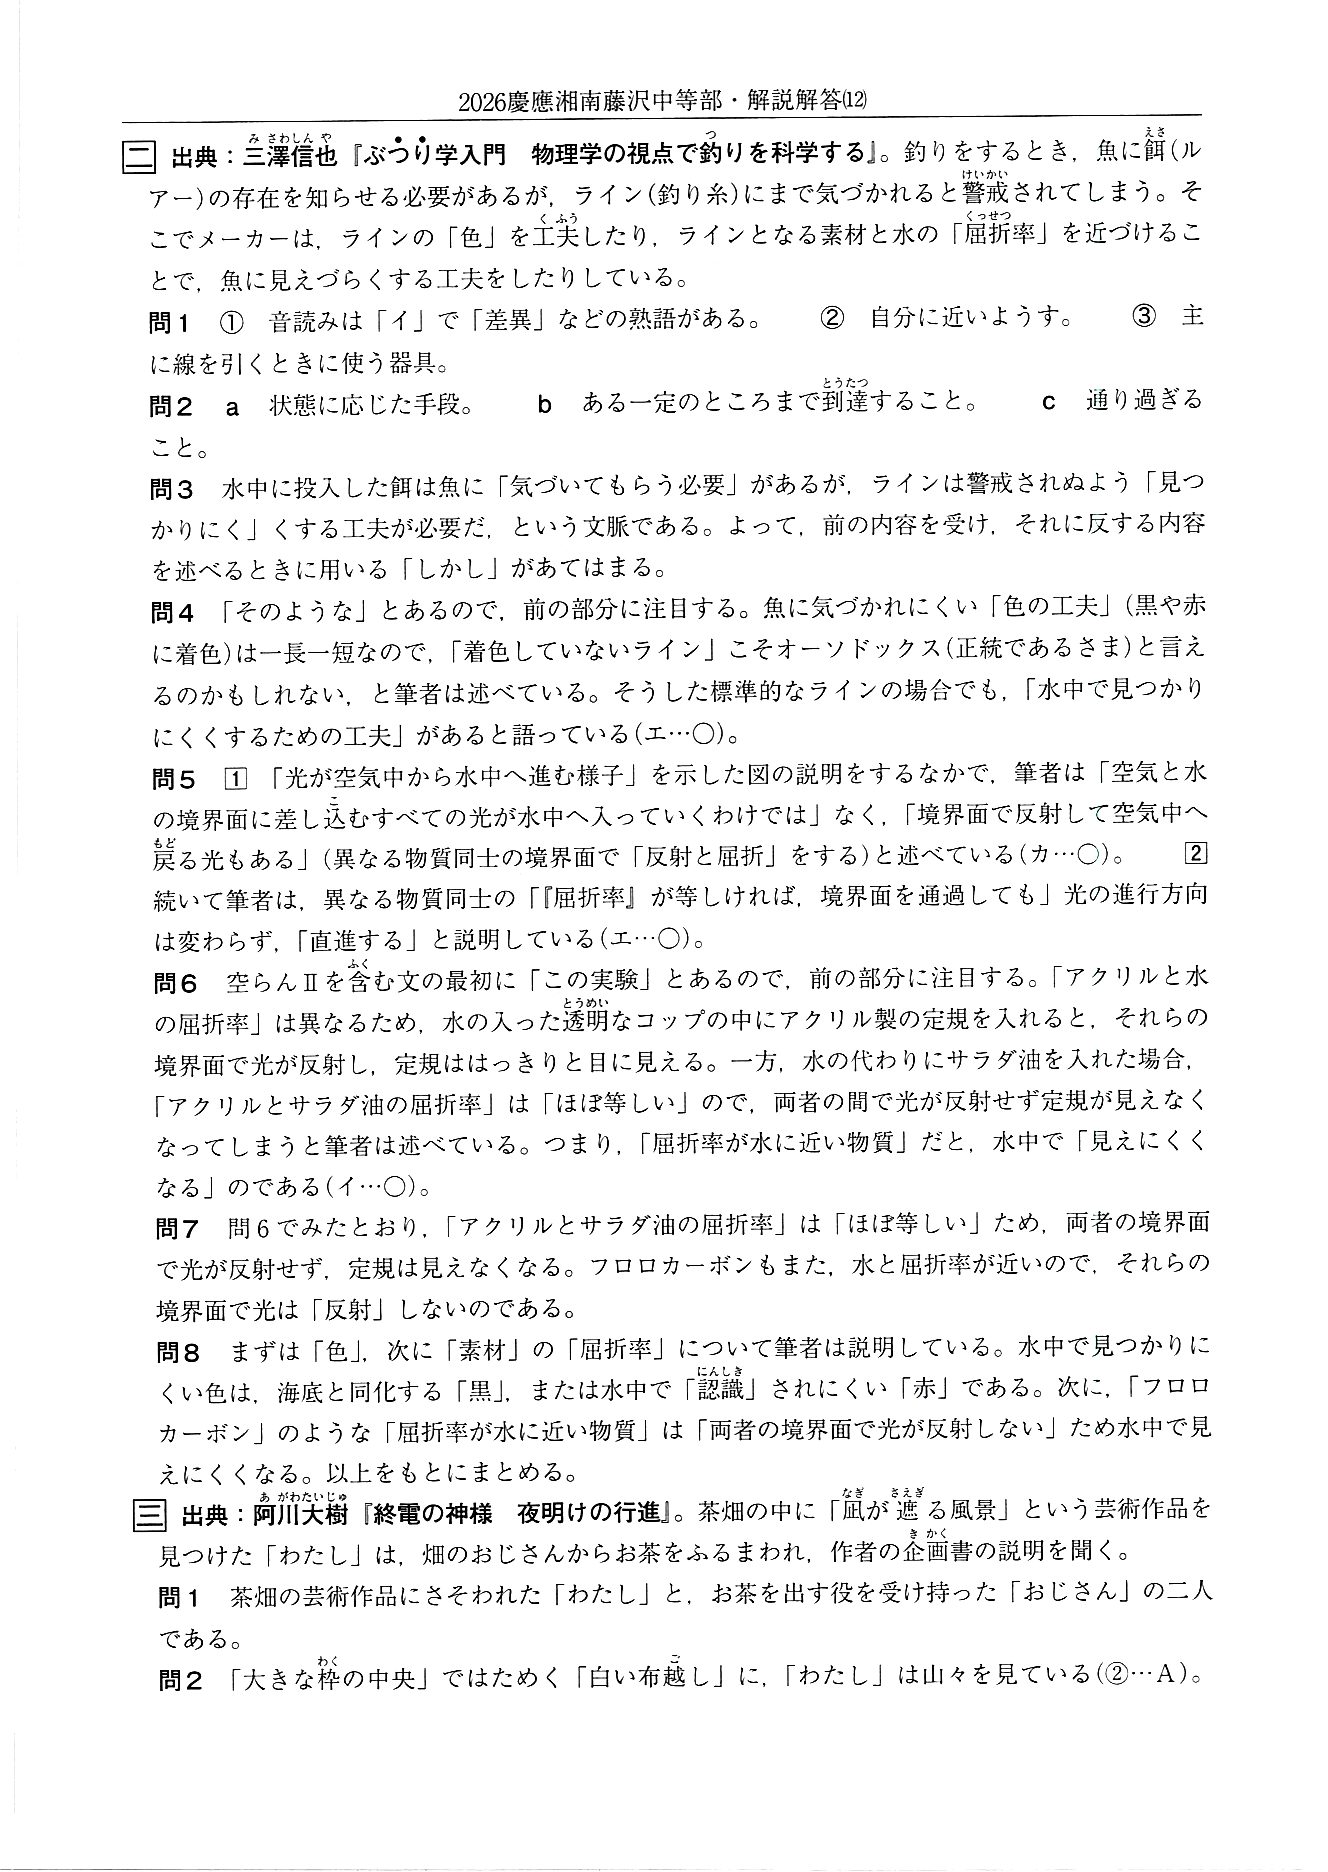 2026慶應湘南藤沢中等部・解説解答⑿
二 出典：三澤信也『ぶつり学入門　物理学の視点で釣りを科学する』。釣りをするとき，魚に餌(ル
アー)の存在を知らせる必要があるが，ライン(釣り糸)にまで気づかれると警戒されてしまう。そ
こでメーカーは，ラインの「色」を工夫したり，ラインとなる素材と水の「屈折率」を近づけるこ
とで，魚に見えづらくする工夫をしたりしている。
問1　①　音読みは「イ」で「差異」などの熟語がある。　②　自分に近いようす。　③　主
に線を引くときに使う器具。
問2　a　状態に応じた手段。　b　ある一定のところまで到達すること。　c　通り過ぎる
こと。
問3　水中に投入した餌は魚に「気づいてもらう必要」があるが，ラインは警戒されぬよう「見つ
かりにく」くする工夫が必要だ，という文脈である。よって，前の内容を受け，それに反する内容
を述べるときに用いる「しかし」があてはまる。
問4　「そのような」とあるので，前の部分に注目する。魚に気づかれにくい「色の工夫」(黒や赤
に着色)は一長一短なので，「着色していないライン」こそオーソドックス(正統であるさま)と言え
るのかもしれない，と筆者は述べている。そうした標準的なラインの場合でも，「水中で見つかり
にくくするための工夫」があると語っている(エ…○)。
問5　1　「光が空気中から水中へ進む様子」を示した図の説明をするなかで，筆者は「空気と水
の境界面に差し込むすべての光が水中へ入っていくわけでは」なく，「境界面で反射して空気中へ
戻る光もある」(異なる物質同士の境界面で「反射と屈折」をする)と述べている(カ…○)。　2
続いて筆者は，異なる物質同士の「『屈折率』が等しければ，境界面を通過しても」光の進行方向
は変わらず，「直進する」と説明している(エ…○)。
問6　空らんⅡを含む文の最初に「この実験」とあるので，前の部分に注目する。「アクリルと水
の屈折率」は異なるため，水の入った透明なコップの中にアクリル製の定規を入れると，それらの
境界面で光が反射し，定規ははっきりと目に見える。一方，水の代わりにサラダ油を入れた場合，
「アクリルとサラダ油の屈折率」は「ほぼ等しい」ので，両者の間で光が反射せず定規が見えなく
なってしまうと筆者は述べている。つまり，「屈折率が水に近い物質」だと，水中で「見えにくく
なる」のである(イ…○)。
問7　問6でみたとおり，「アクリルとサラダ油の屈折率」は「ほぼ等しい」ため，両者の境界面
で光が反射せず，定規は見えなくなる。フロロカーボンもまた，水と屈折率が近いので，それらの
境界面で光は「反射」しないのである。
問8　まずは「色」，次に「素材」の「屈折率」について筆者は説明している。水中で見つかりに
くい色は，海底と同化する「黒」，または水中で「認識」されにくい「赤」である。次に，「フロロ
カーボン」のような「屈折率が水に近い物質」は「両者の境界面で光が反射しない」ため水中で見
えにくくなる。以上をもとにまとめる。
三 出典：阿川大樹『終電の神様　夜明けの行進』。茶畑の中に「凪が遮る風景」という芸術作品を
見つけた「わたし」は，畑のおじさんからお茶をふるまわれ，作者の企画書の説明を聞く。
問1　茶畑の芸術作品にさそわれた「わたし」と，お茶を出す役を受け持った「おじさん」の二人
である。
問2　「大きな枠の中央」ではためく「白い布越し」に，「わたし」は山々を見ている(②…Ａ)。